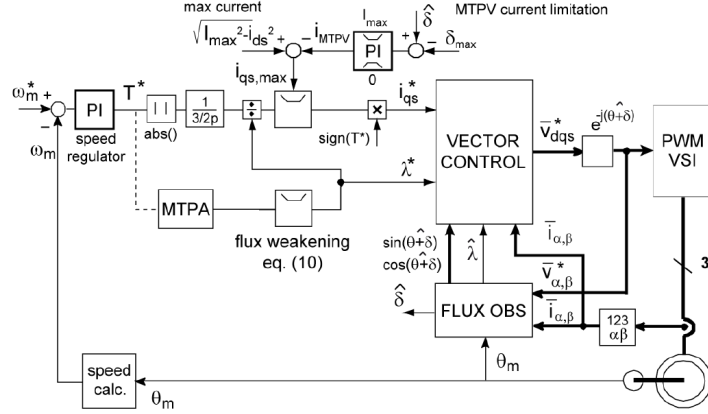 max current
√I_max²-i_ds²
i_MTPV
I_max
PI
0
δ̂
+
−
δ_max
MTPV current limitation
+
−
i_qs,max
ω_m*
+
−
PI
speed
regulator
ω_m
T*
| |
abs()
1
3/2p
÷
×
sign(T*)
i_qs*
MTPA
flux weakening
eq. (10)
λ*
VECTOR
CONTROL
v̅_dqs*
e^-j(θ+δ̂)
PWM
VSI
sin(θ+δ̂)
cos(θ+δ̂)
λ̂
i̅_α,β
v̅_α,β*
i̅_α,β
δ̂
FLUX OBS
123
αβ
3
θ_m
speed
calc.
θ_m